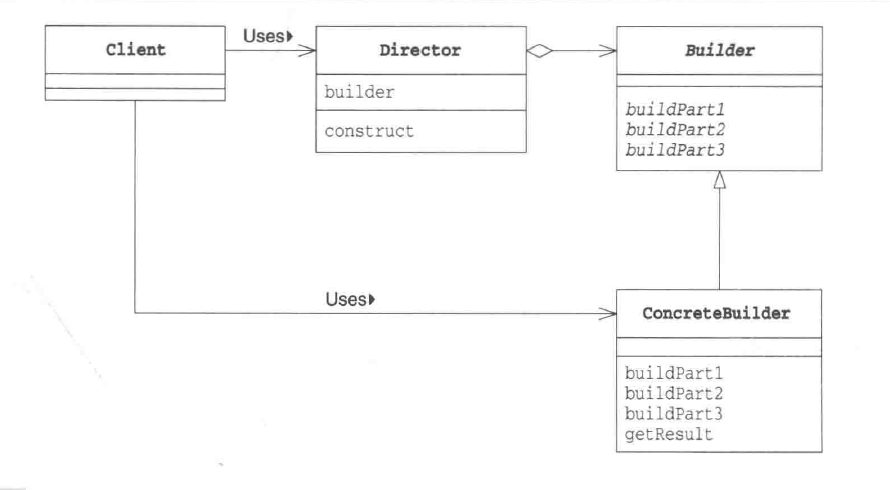 Client
Uses▶
Director
builder
construct
Builder
buildPart1
buildPart2
buildPart3
Uses▶
ConcreteBuilder
buildPart1
buildPart2
buildPart3
getResult